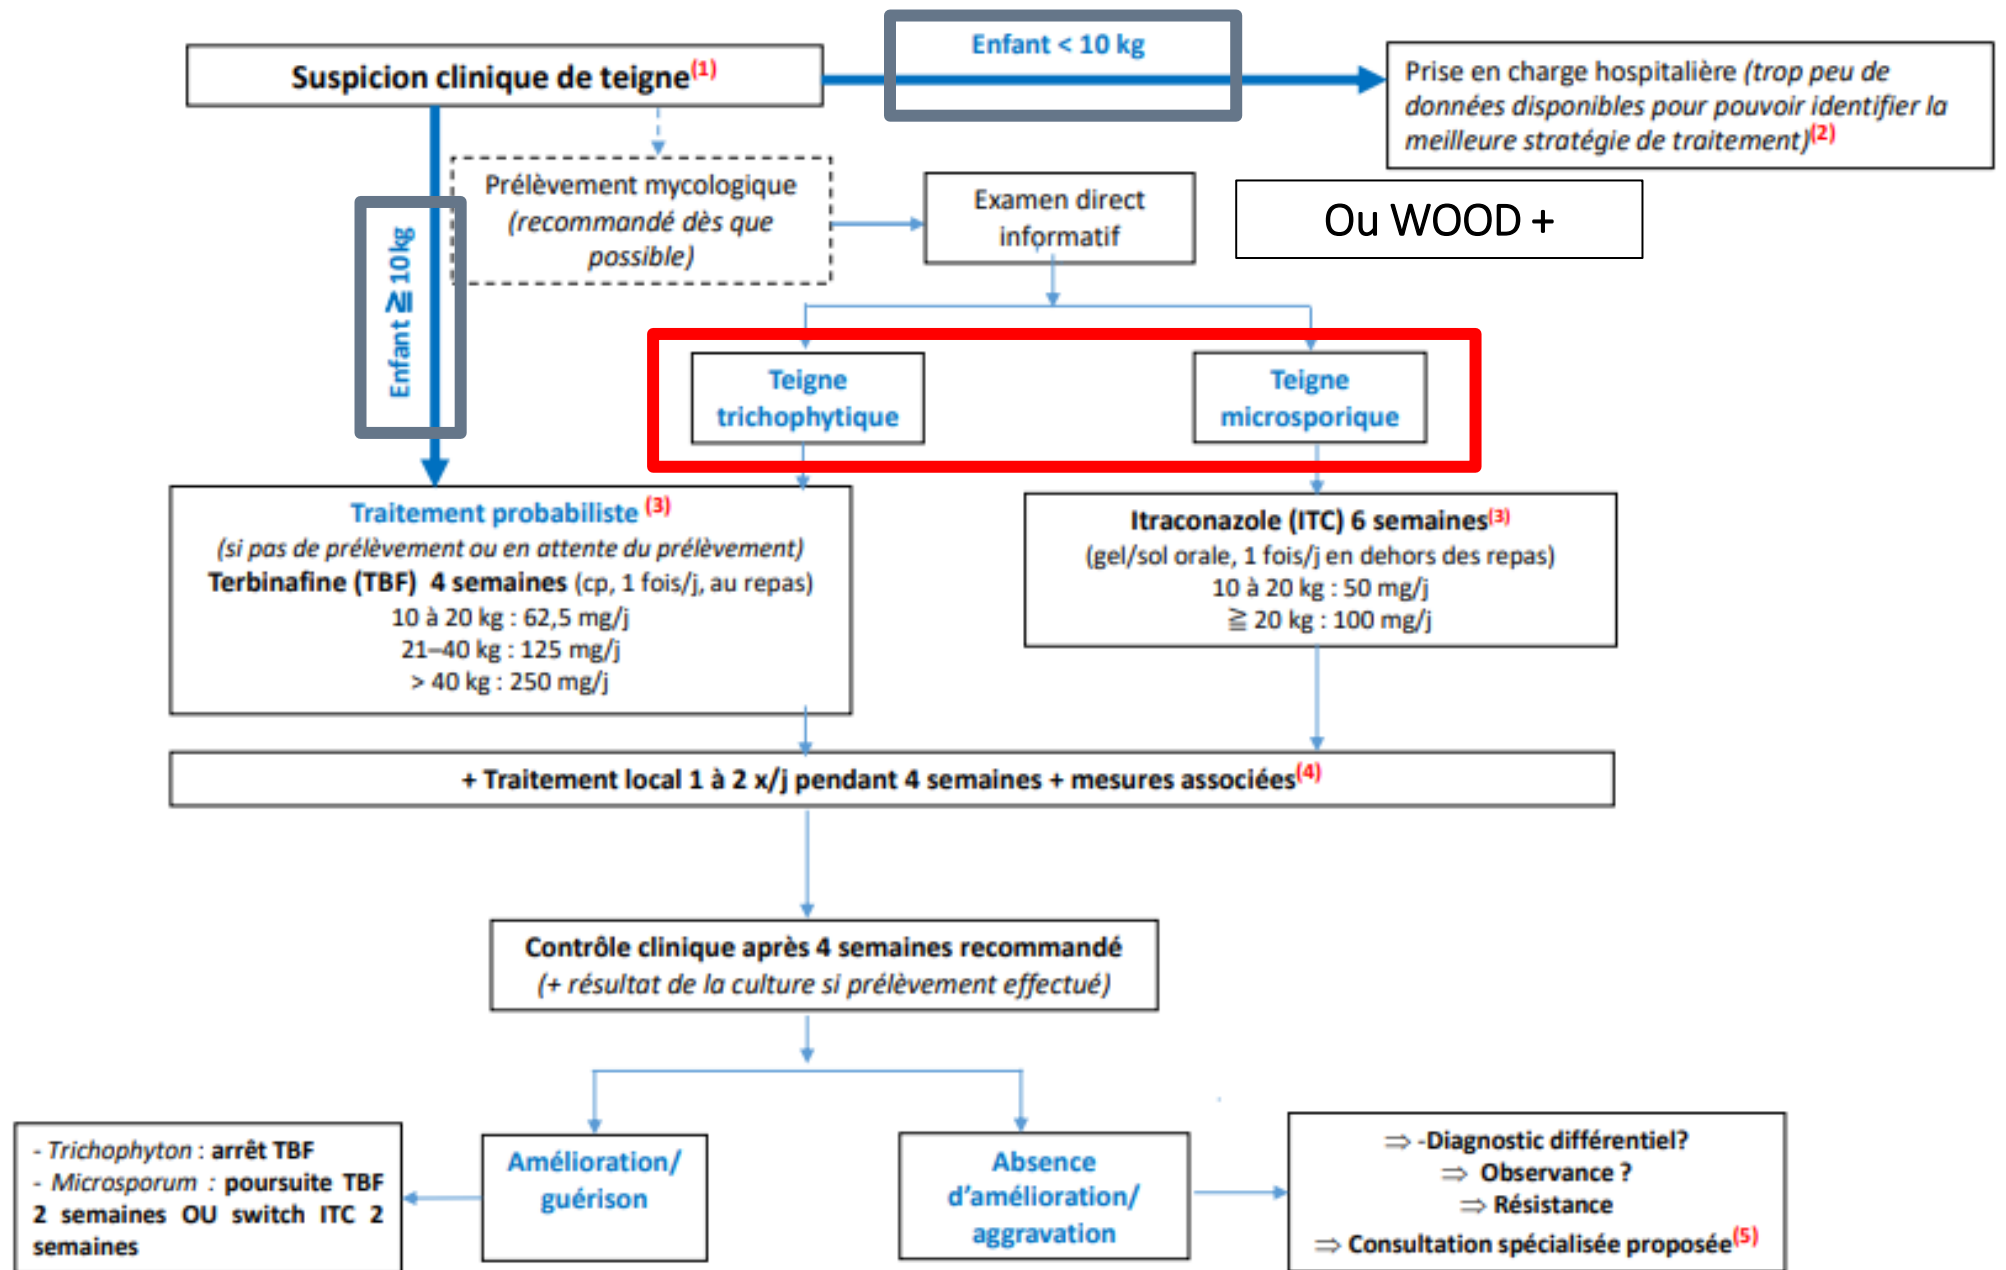 Enfant < 10 kg
Suspicion clinique de teigne(1)
Prise en charge hospitalière (trop peu de
données disponibles pour pouvoir identifier la
meilleure stratégie de traitement)(2)
Prélèvement mycologique
(recommandé dès que
possible)
Examen direct
informatif
Ou WOOD +
Enfant ≧ 10 kg
Teigne
trichophytique
Teigne
microsporique
Traitement probabiliste (3)
(si pas de prélèvement ou en attente du prélèvement)
Terbinafine (TBF) 4 semaines (cp, 1 fois/j, au repas)
10 à 20 kg : 62,5 mg/j
21–40 kg : 125 mg/j
> 40 kg : 250 mg/j
Itraconazole (ITC) 6 semaines(3)
(gel/sol orale, 1 fois/j en dehors des repas)
10 à 20 kg : 50 mg/j
≧ 20 kg : 100 mg/j
+ Traitement local 1 à 2 x/j pendant 4 semaines + mesures associées(4)
Contrôle clinique après 4 semaines recommandé
(+ résultat de la culture si prélèvement effectué)
- Trichophyton : arrêt TBF
- Microsporum : poursuite TBF
2 semaines OU switch ITC 2
semaines
Amélioration/
guérison
Absence
d'amélioration/
aggravation
⇒ -Diagnostic différentiel?
⇒ Observance ?
⇒ Résistance
⇒ Consultation spécialisée proposée(5)